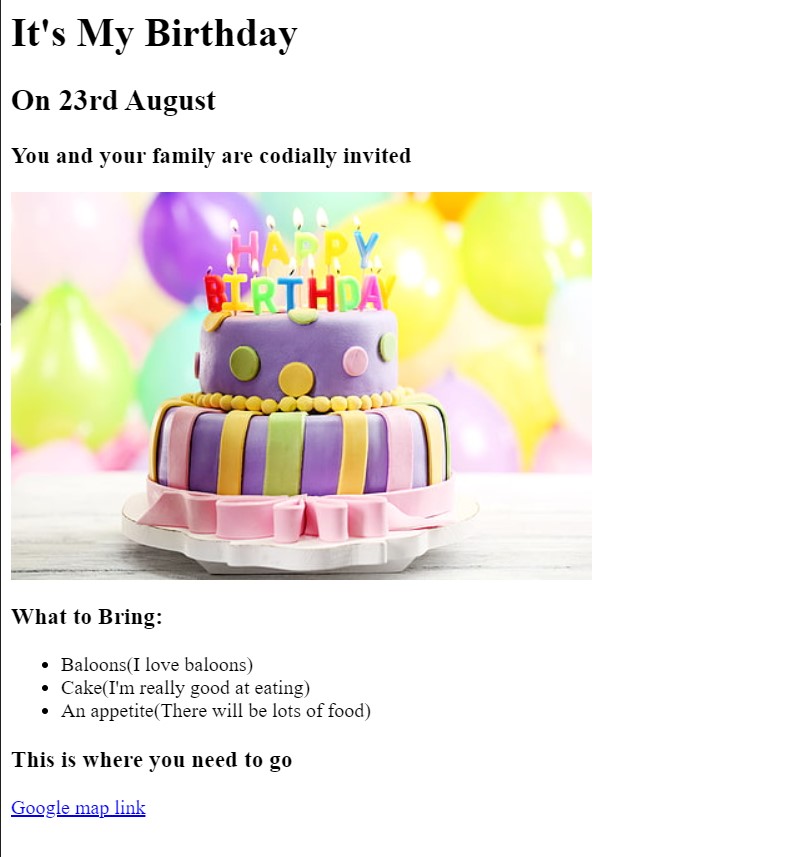 It's My Birthday
On 23rd August
You and your family are codially invited
HAPPY
BIRTHDAY
What to Bring:
Baloons(I love baloons)
Cake(I'm really good at eating)
An appetite(There will be lots of food)
This is where you need to go
Google map link